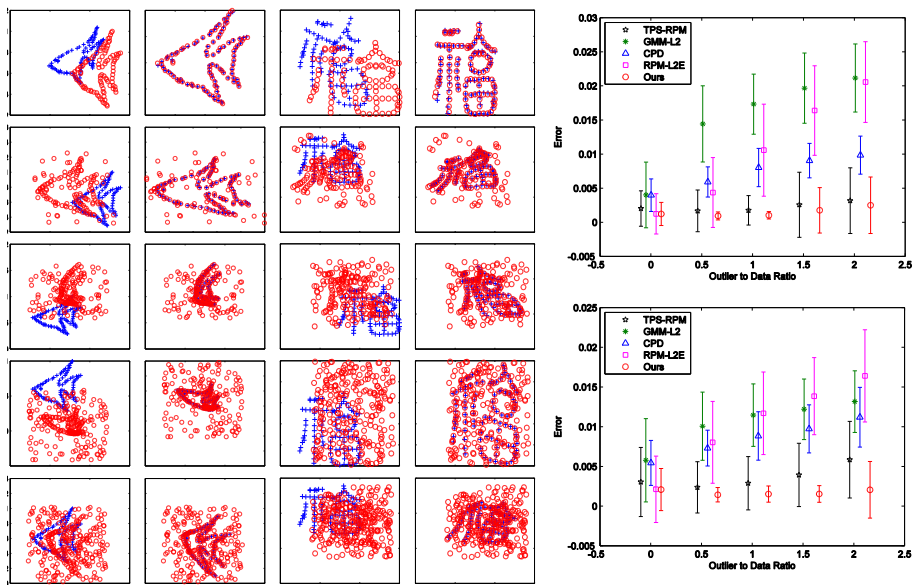 0.03
0.025
0.02
0.015
0.01
0.005
0
-0.005
-0.5
0
0.5
1
1.5
2
2.5
Error
Outlier to Data Ratio
TPS-RPM
GMM-L2
CPD
RPM-L2E
Ours
0.025
0.02
0.015
0.01
0.005
0
-0.005
-0.5
0
0.5
1
1.5
2
2.5
Error
Outlier to Data Ratio
TPS-RPM
GMM-L2
CPD
RPM-L2E
Ours